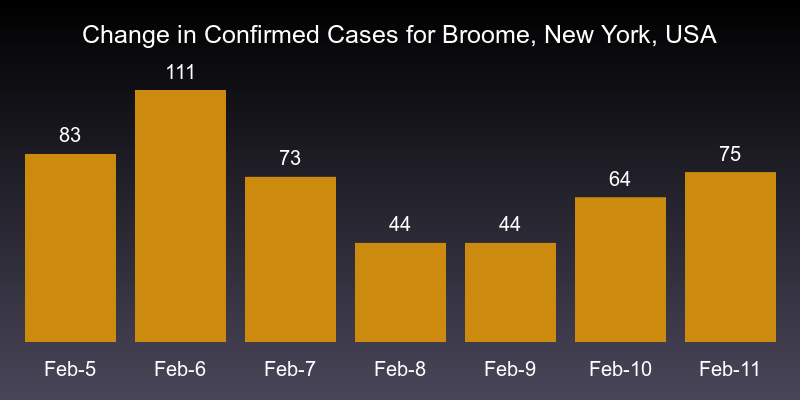 Change in Confirmed Cases for Broome, New York, USA
83
111
73
44
44
64
75
Feb-5
Feb-6
Feb-7
Feb-8
Feb-9
Feb-10
Feb-11